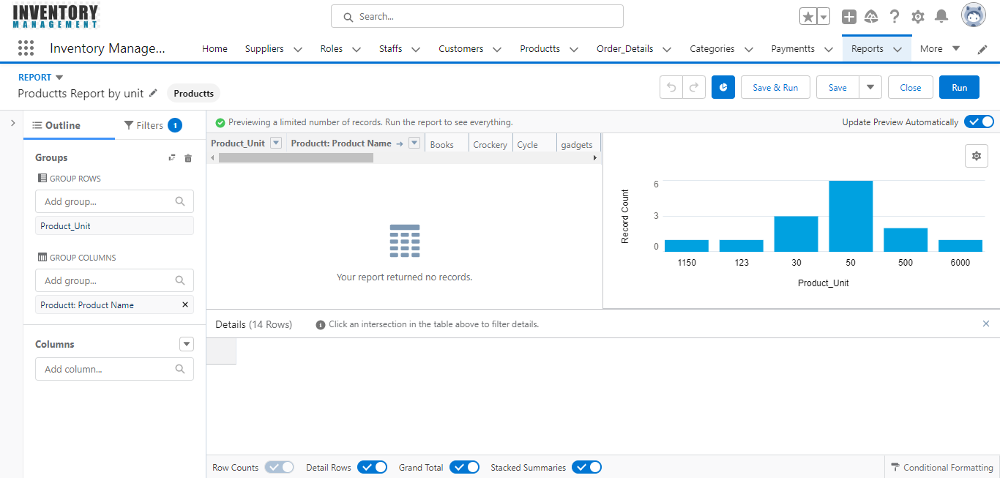 INVENTORY
MANAGEMENT
Search...
Inventory Manage...
Home
Suppliers
Roles
Staffs
Customers
Productts
Order_Details
Categories
Paymentts
Reports
More
REPORT
Productts Report by unit
Productts
Save & Run
Save
Close
Run
Outline
Filters
1
Previewing a limited number of records. Run the report to see everything.
Update Preview Automatically
Groups
GROUP ROWS
Add group...
Product_Unit
GROUP COLUMNS
Add group...
Productt: Product Name
Columns
Add column...
Product_Unit
Productt: Product Name
Books
Crockery
Cycle
gadgets
Your report returned no records.
Record Count
6
3
0
1150
123
30
50
500
6000
Product_Unit
Details (14 Rows)
Click an intersection in the table above to filter details.
Row Counts
Detail Rows
Grand Total
Stacked Summaries
Conditional Formatting